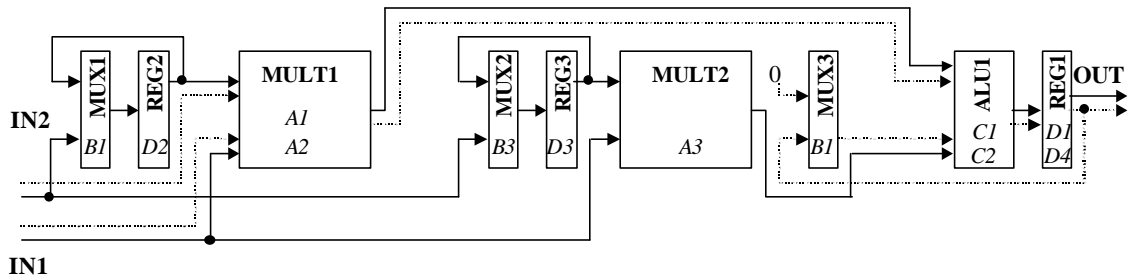 MUX1
B1
REG2
D2
MULT1
A1
A2
MUX2
B3
REG3
D3
MULT2
A3
0
MUX3
B1
ALU1
C1
C2
REG1
D1
D4
OUT
IN2
IN1